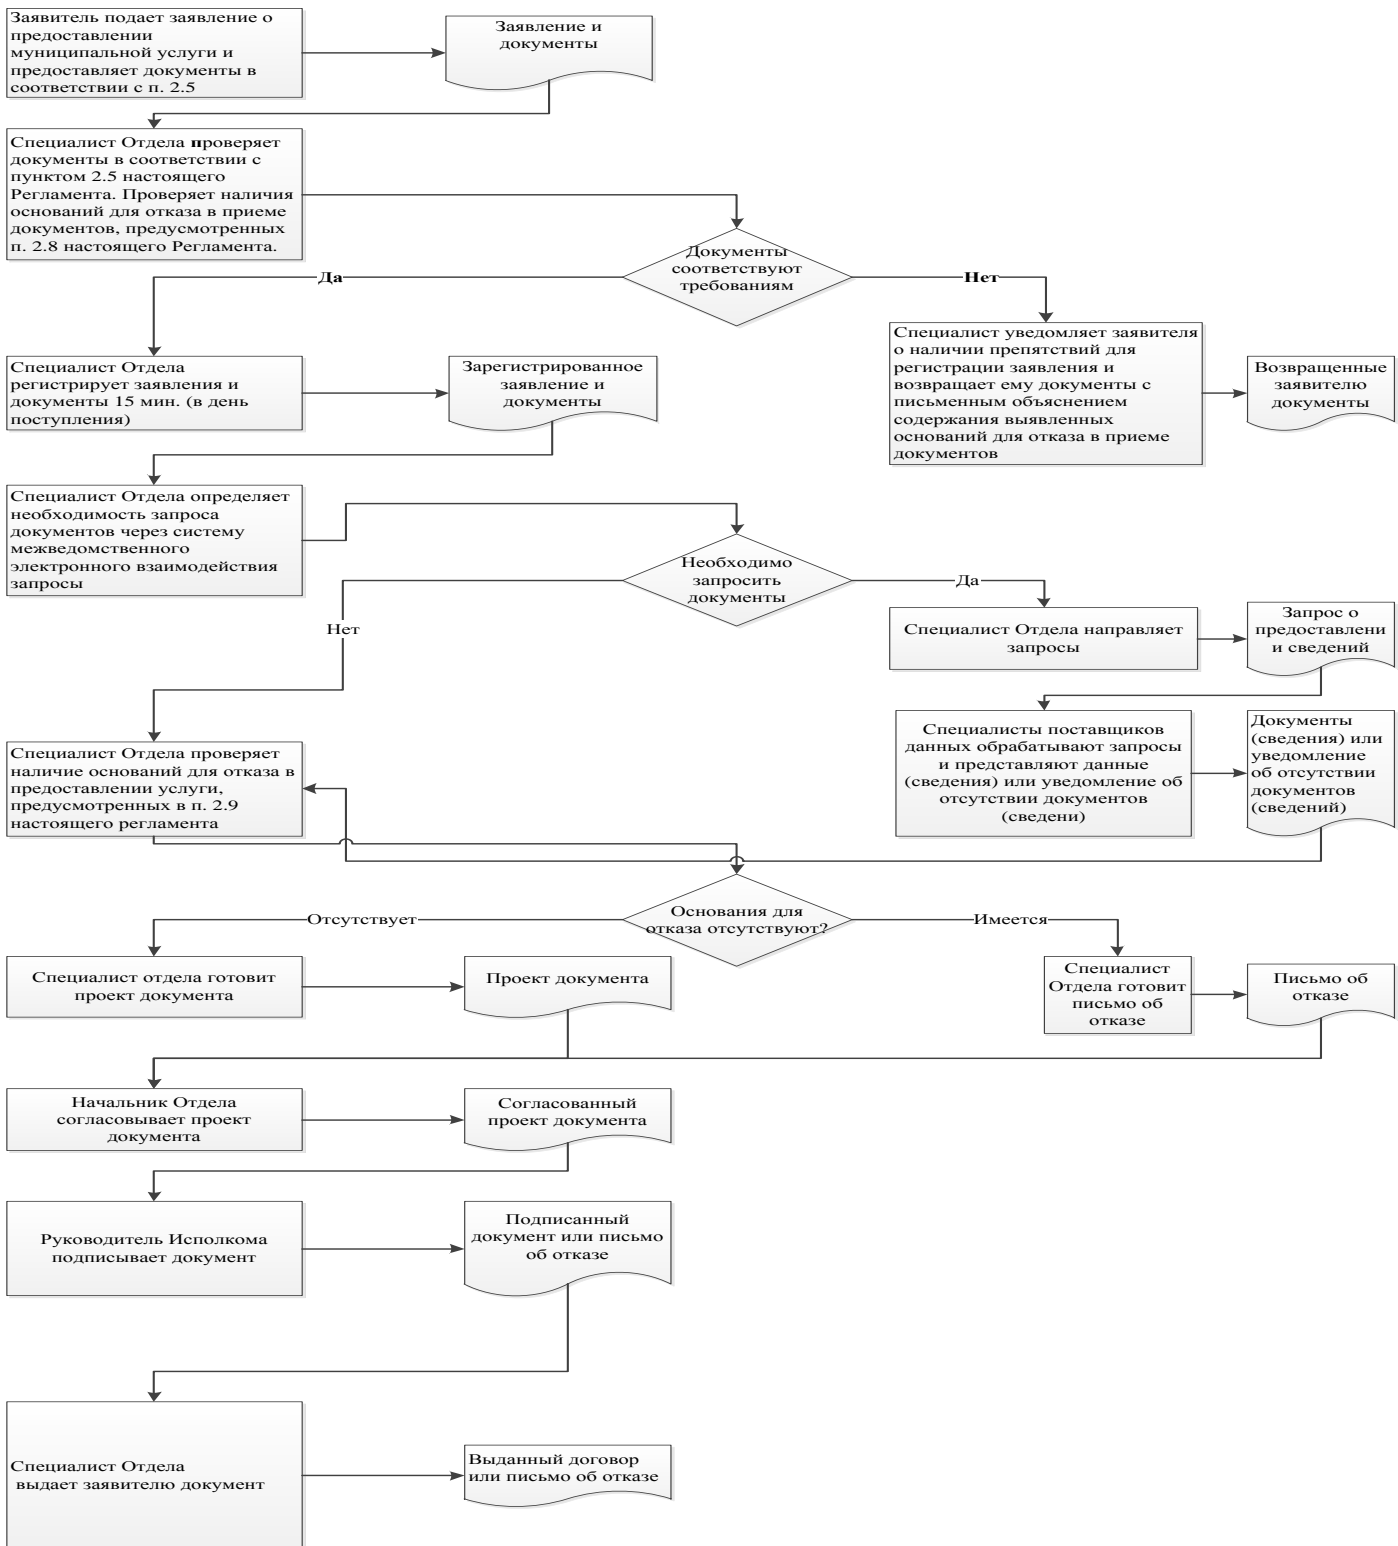 Заявитель подает заявление о
предоставлении
муниципальной услуги и
предоставляет документы в
соответствии с п. 2.5
Заявление и
документы
Специалист Отдела проверяет
документы в соответствии с
пунктом 2.5 настоящего
Регламента. Проверяет наличия
оснований для отказа в приеме
документов, предусмотренных
п. 2.8 настоящего Регламента.
Документы
соответствуют
требованиям
Да
Нет
Специалист Отдела
регистрирует заявления и
документы 15 мин. (в день
поступления)
Зарегистрированное
заявление и
документы
Специалист уведомляет заявителя
о наличии препятствий для
регистрации заявления и
возвращает ему документы с
письменным объяснением
содержания выявленных
оснований для отказа в приеме
документов
Возвращенные
заявителю
документы
Специалист Отдела определяет
необходимость запроса
документов через систему
межведомственного
электронного взаимодействия
запросы
Необходимо
запросить
документы
Да
Нет
Специалист Отдела направляет
запросы
Запрос о
предоставлени
и сведений
Специалисты поставщиков
данных обрабатывают запросы
и представляют данные
(сведения) или уведомление об
отсутствии документов
(сведени)
Документы
(сведения) или
уведомление
об отсутствии
документов
(сведений)
Специалист Отдела проверяет
наличие оснований для отказа в
предоставлении услуги,
предусмотренных в п. 2.9
настоящего регламента
Основания для
отказа отсутствуют?
Отсутствует
Имеется
Специалист отдела готовит
проект документа
Проект документа
Специалист
Отдела готовит
письмо об
отказе
Письмо об
отказе
Начальник Отдела
согласовывает проект
документа
Согласованный
проект документа
Руководитель Исполкома
подписывает документ
Подписанный
документ или письмо
об отказе
Специалист Отдела
выдает заявителю документ
Выданный договор
или письмо об отказе